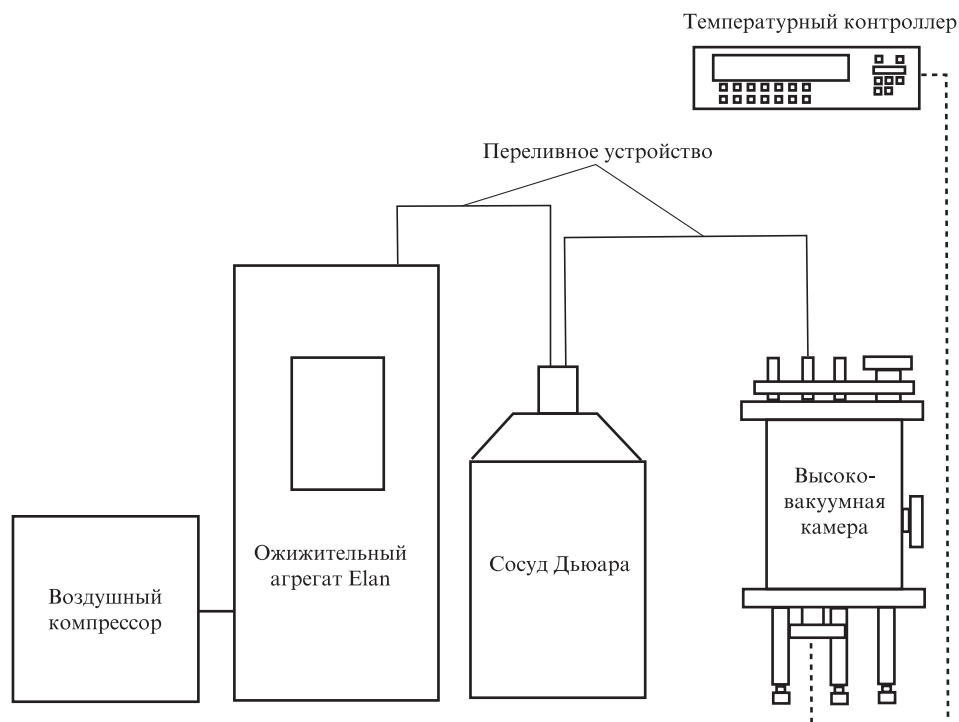 Температурный контроллер
Переливное устройство
Высоко-
вакуумная
камера
Ожижительный
агрегат Elan
Сосуд Дьюара
Воздушный
компрессор